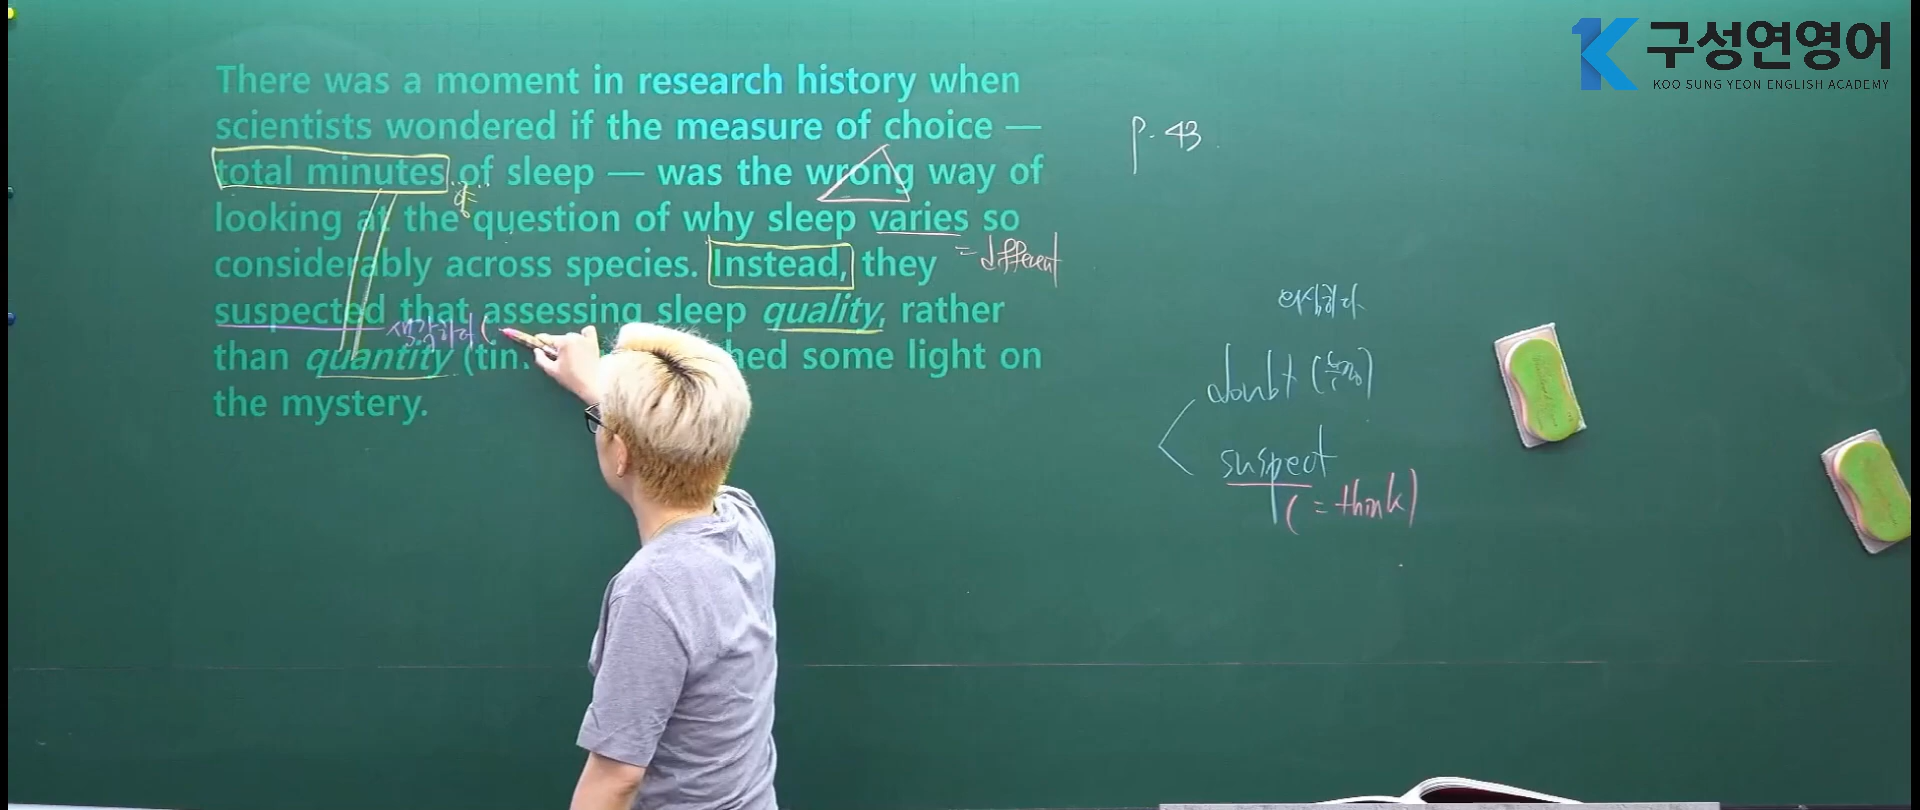 There was a moment in research history when
scientists wondered if the measure of choice —
total minutes of sleep — was the wrong way of
looking at the question of why sleep varies so
= different
considerably across species. Instead, they
suspected that assessing sleep quality, rather
생각하다 (
than quantity (tim hed some light on
the mystery.
p. 43
의심하다
doubt (
suspect
( = think)
구성연영어
KOO SUNG YEON ENGLISH ACADEMY